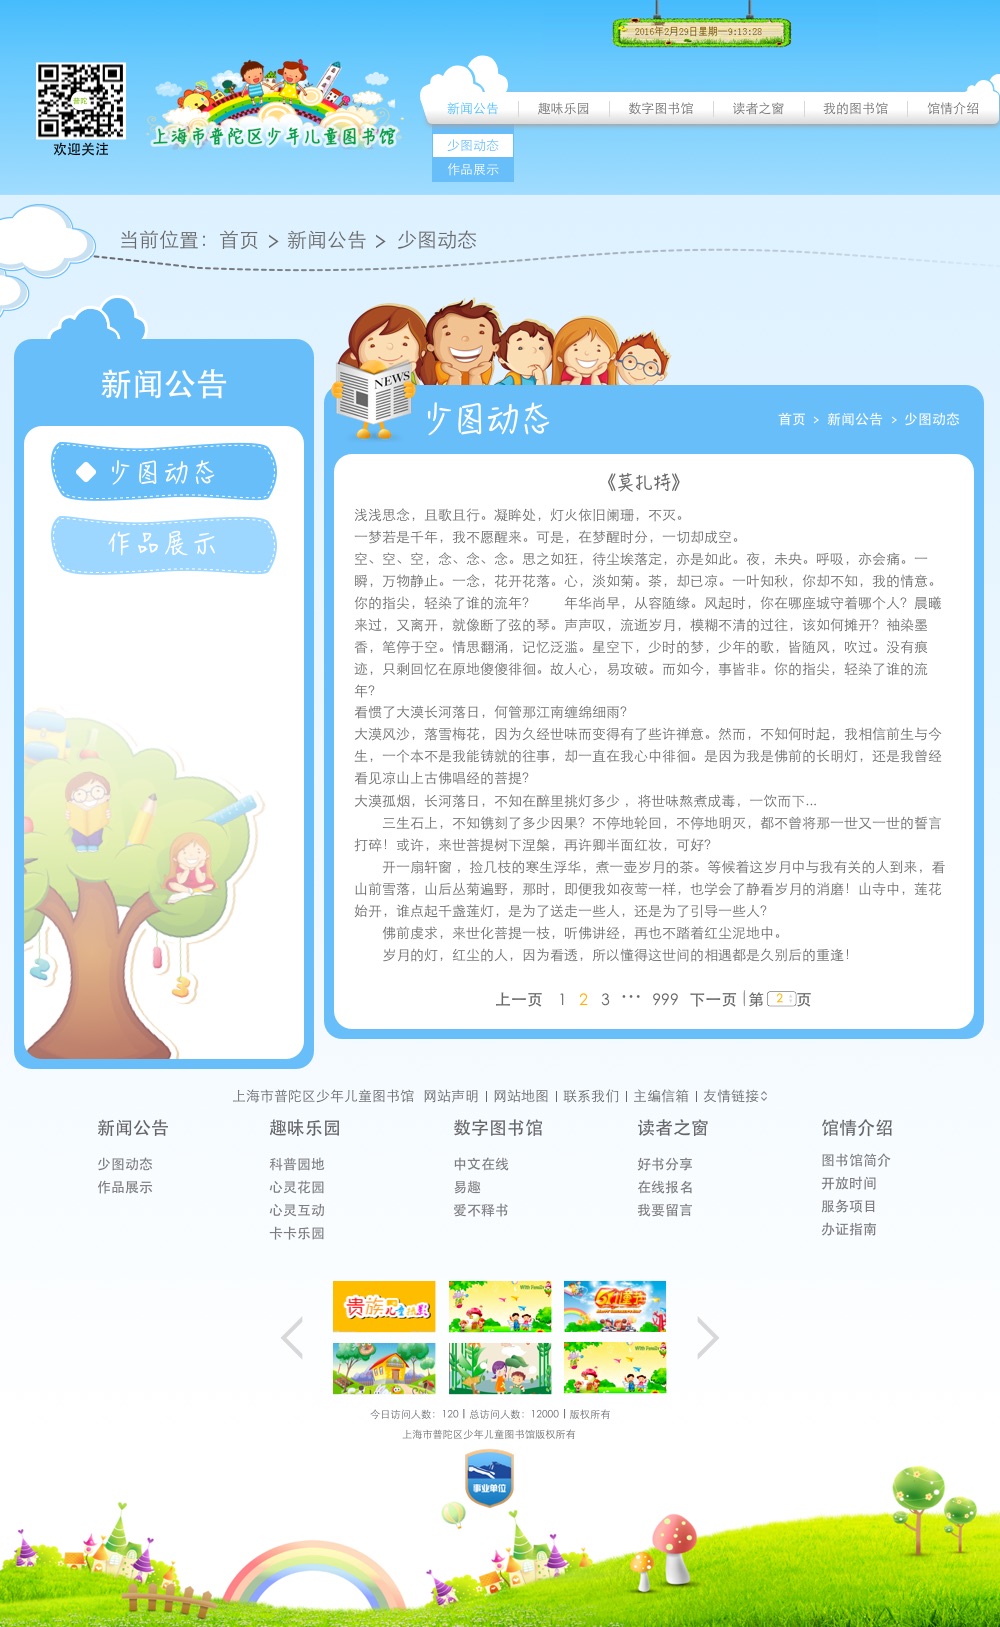 2016年2月29日星期一9:13:28
普陀
欢迎关注
上海市普陀区少年儿童图书馆
新闻公告
趣味乐园
数字图书馆
读者之窗
我的图书馆
馆情介绍
少图动态
作品展示
当前位置：首页 > 新闻公告 > 少图动态
新闻公告
少图动态
作品展示
NEWS
少图动态
首页 > 新闻公告 > 少图动态
《莫扎特》
浅浅思念，且歌且行。凝眸处，灯火依旧阑珊，不灭。
一梦若是千年，我不愿醒来。可是，在梦醒时分，一切却成空。
空、空、空，念、念、念。思之如狂，待尘埃落定，亦是如此。夜，未央。呼吸，亦会痛。一
瞬，万物静止。一念，花开花落。心，淡如菊。茶，却已凉。一叶知秋，你却不知，我的情意。
你的指尖，轻染了谁的流年？　　年华尚早，从容随缘。风起时，你在哪座城守着哪个人？晨曦
来过，又离开，就像断了弦的琴。声声叹，流逝岁月，模糊不清的过往，该如何摊开？袖染墨
香，笔停于空。情思翻涌，记忆泛滥。星空下，少时的梦，少年的歌，皆随风，吹过。没有痕
迹，只剩回忆在原地傻傻徘徊。故人心，易攻破。而如今，事皆非。你的指尖，轻染了谁的流
年？
看惯了大漠长河落日，何管那江南缠绵细雨？
大漠风沙，落雪梅花，因为久经世味而变得有了些许禅意。然而，不知何时起，我相信前生与今
生，一个本不是我能铸就的往事，却一直在我心中徘徊。是因为我是佛前的长明灯，还是我曾经
看见凉山上古佛唱经的菩提？
大漠孤烟，长河落日，不知在醉里挑灯多少 ，将世味熬煮成毒，一饮而下...
　　三生石上，不知镌刻了多少因果？不停地轮回，不停地明灭，都不曾将那一世又一世的誓言
打碎！或许，来世菩提树下涅槃，再许卿半面红妆，可好？
　　开一扇轩窗 ，捡几枝的寒生浮华，煮一壶岁月的茶。等候着这岁月中与我有关的人到来，看
山前雪落，山后丛菊遍野，那时，即便我如夜莺一样，也学会了静看岁月的消磨！山寺中，莲花
始开，谁点起千盏莲灯，是为了送走一些人，还是为了引导一些人？
　　佛前虔求，来世化菩提一枝，听佛讲经，再也不踏着红尘泥地中。
　　岁月的灯，红尘的人，因为看透，所以懂得这世间的相遇都是久别后的重逢！
上一页 1 2 3 ··· 999 下一页 | 第 2 页
上海市普陀区少年儿童图书馆 网站声明 | 网站地图 | 联系我们 | 主编信箱 | 友情链接
新闻公告
少图动态
作品展示
趣味乐园
科普园地
心灵花园
心灵互动
卡卡乐园
数字图书馆
中文在线
易趣
爱不释书
读者之窗
好书分享
在线报名
我要留言
馆情介绍
图书馆简介
开放时间
服务项目
办证指南
贵族儿童摄影
With Family
With Family
今日访问人数：120 | 总访问人数：12000 | 版权所有
上海市普陀区少年儿童图书馆版权所有
事业单位